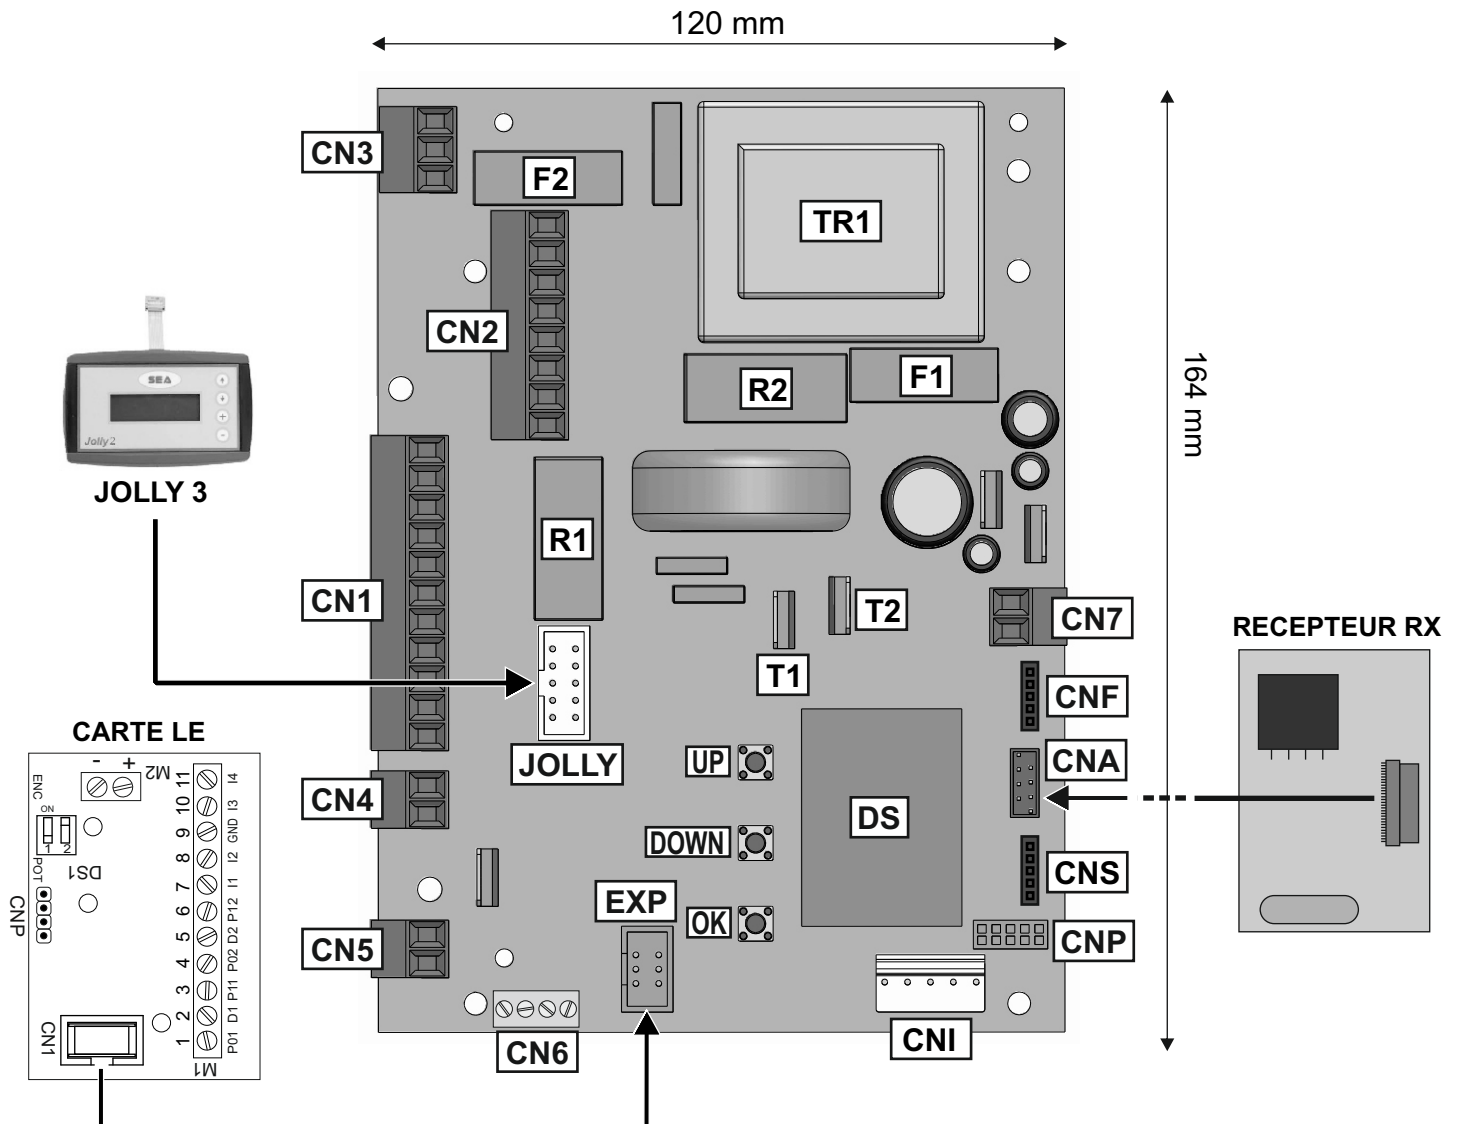 120 mm
CN3
F2
TR1
CN2
164 mm
R2
F1
SEA
Jolly 2
JOLLY 3
R1
CN1
T2
CN7
RECEPTEUR RX
T1
CNF
CARTE LE
JOLLY
UP
CNA
- +
M2
ENC
ON
1 2
DS1
POT
CNP
11 I4
10 I3
9 GND
8 I2
7 I1
6 P12
5 D2
4 P02
3 P11
2 D1
1 P01
M1
CN1
CN4
DS
DOWN
CNS
EXP
OK
CNP
CN5
CN6
CNI